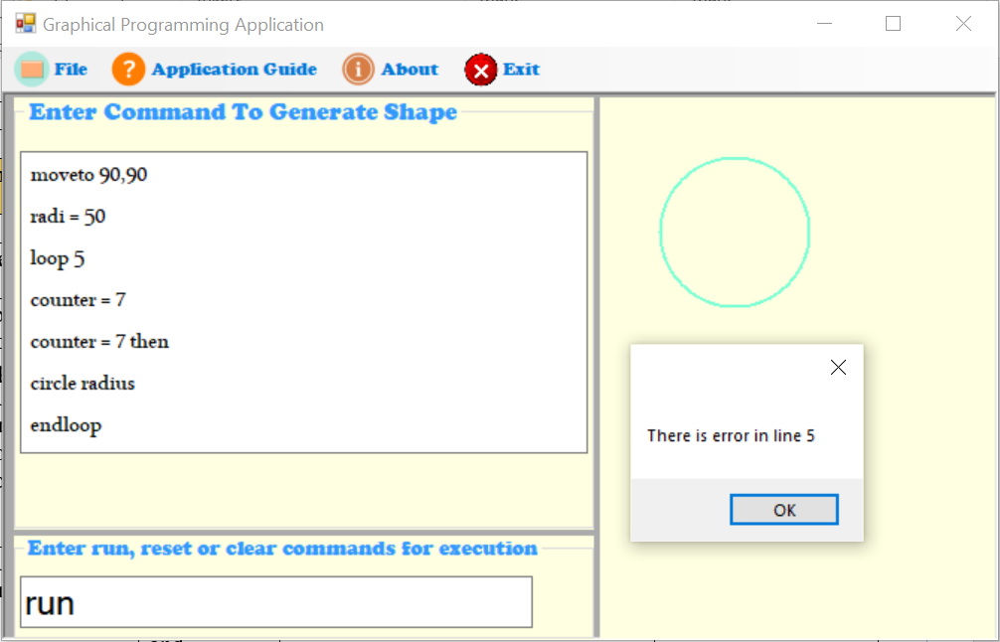 Graphical Programming Application
File Application Guide About Exit
Enter Command To Generate Shape
moveto 90,90
radi = 50
loop 5
counter = 7
counter = 7 then
circle radius
endloop
There is error in line 5
OK
Enter run, reset or clear commands for execution
run